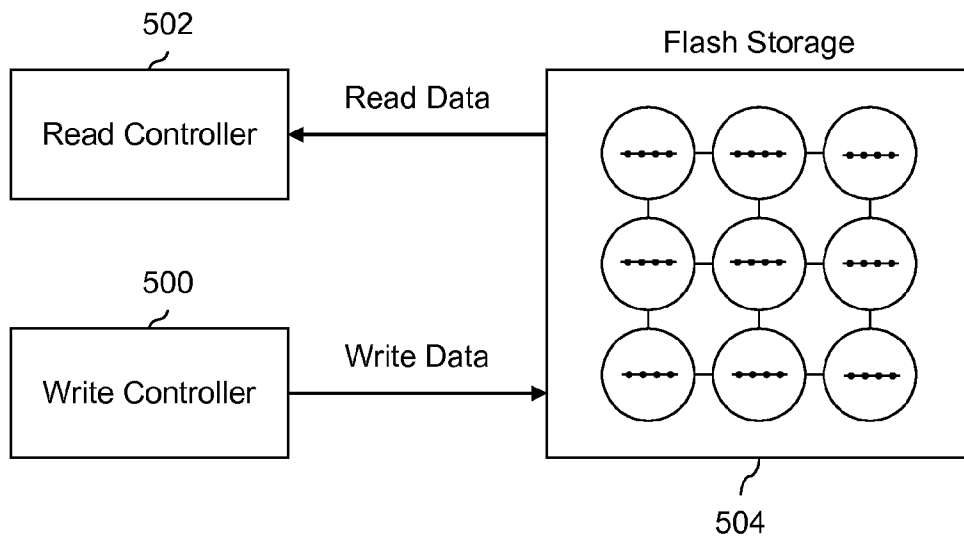 502
Flash Storage
Read Data
Read Controller
500
Write Data
Write Controller
504